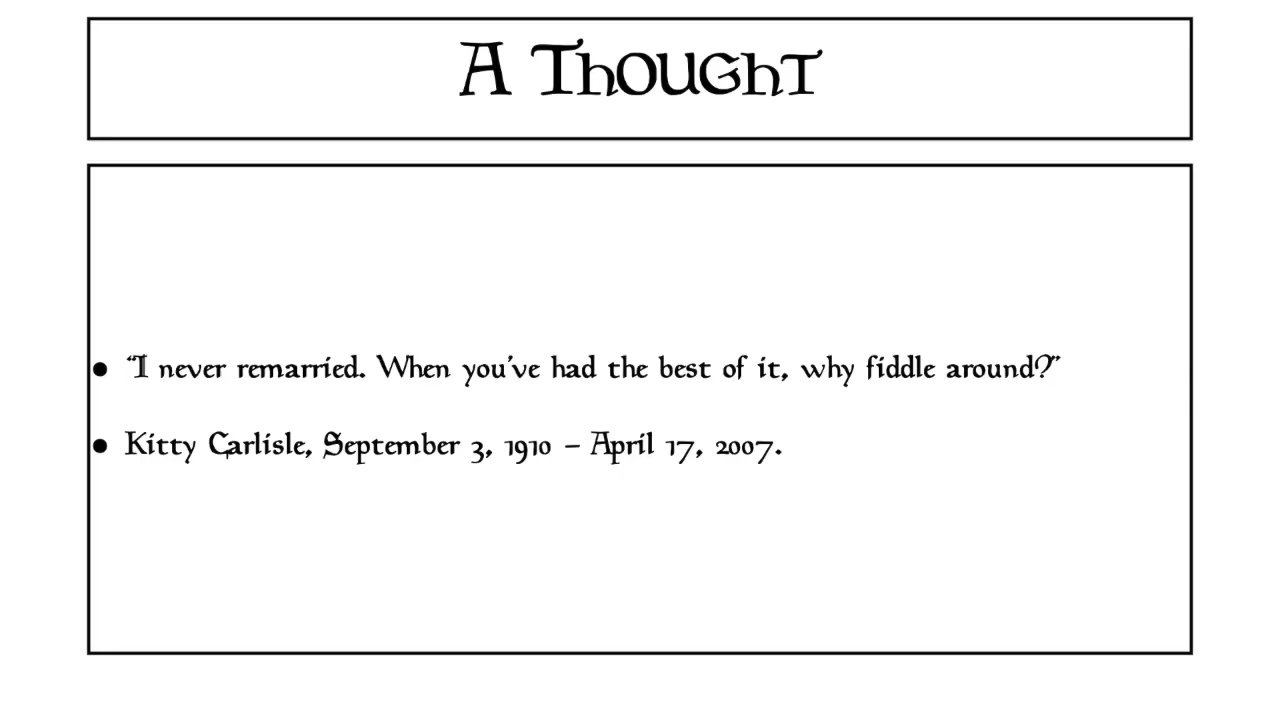 A Thought
• “I never remarried. When you’ve had the best of it, why fiddle around?”
• Kitty Carlisle, September 3, 1910 – April 17, 2007.